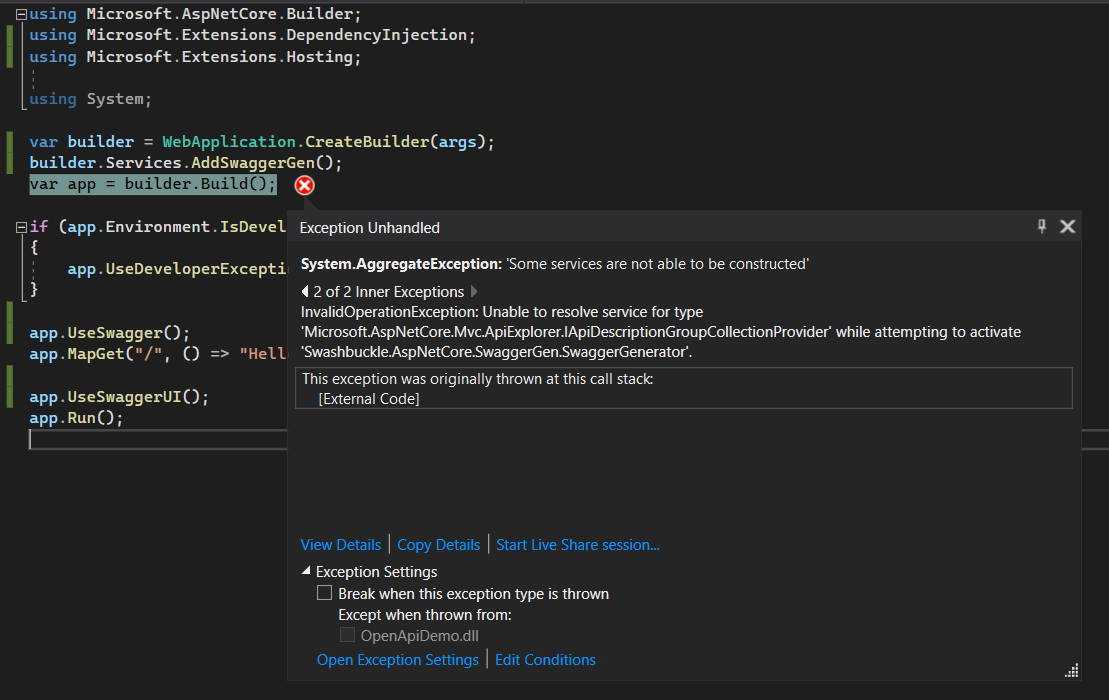 using Microsoft.AspNetCore.Builder;
using Microsoft.Extensions.DependencyInjection;
using Microsoft.Extensions.Hosting;
using System;
var builder = WebApplication.CreateBuilder(args);
builder.Services.AddSwaggerGen();
var app = builder.Build();
if (app.Environment.IsDevel
{
app.UseDeveloperExcepti
}
app.UseSwagger();
app.MapGet("/", () => "Hell
app.UseSwaggerUI();
app.Run();
Exception Unhandled
System.AggregateException: 'Some services are not able to be constructed'
2 of 2 Inner Exceptions
InvalidOperationException: Unable to resolve service for type
'Microsoft.AspNetCore.Mvc.ApiExplorer.IApiDescriptionGroupCollectionProvider' while attempting to activate
'Swashbuckle.AspNetCore.SwaggerGen.SwaggerGenerator'.
This exception was originally thrown at this call stack:
[External Code]
View Details | Copy Details | Start Live Share session...
Exception Settings
Break when this exception type is thrown
Except when thrown from:
OpenApiDemo.dll
Open Exception Settings | Edit Conditions